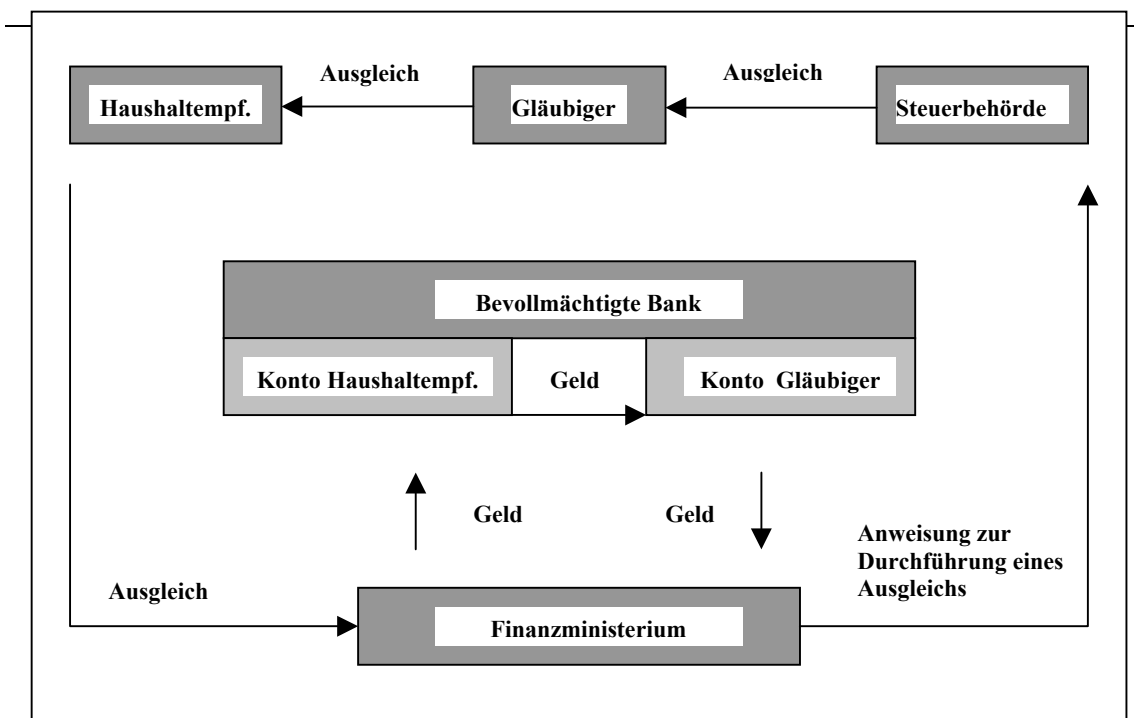 Ausgleich
Ausgleich
Haushaltempf.
Gläubiger
Steuerbehörde
Bevollmächtigte Bank
Konto Haushaltempf.
Geld
Konto Gläubiger
Geld
Geld
Anweisung zur
Durchführung eines
Ausgleichs
Ausgleich
Finanzministerium